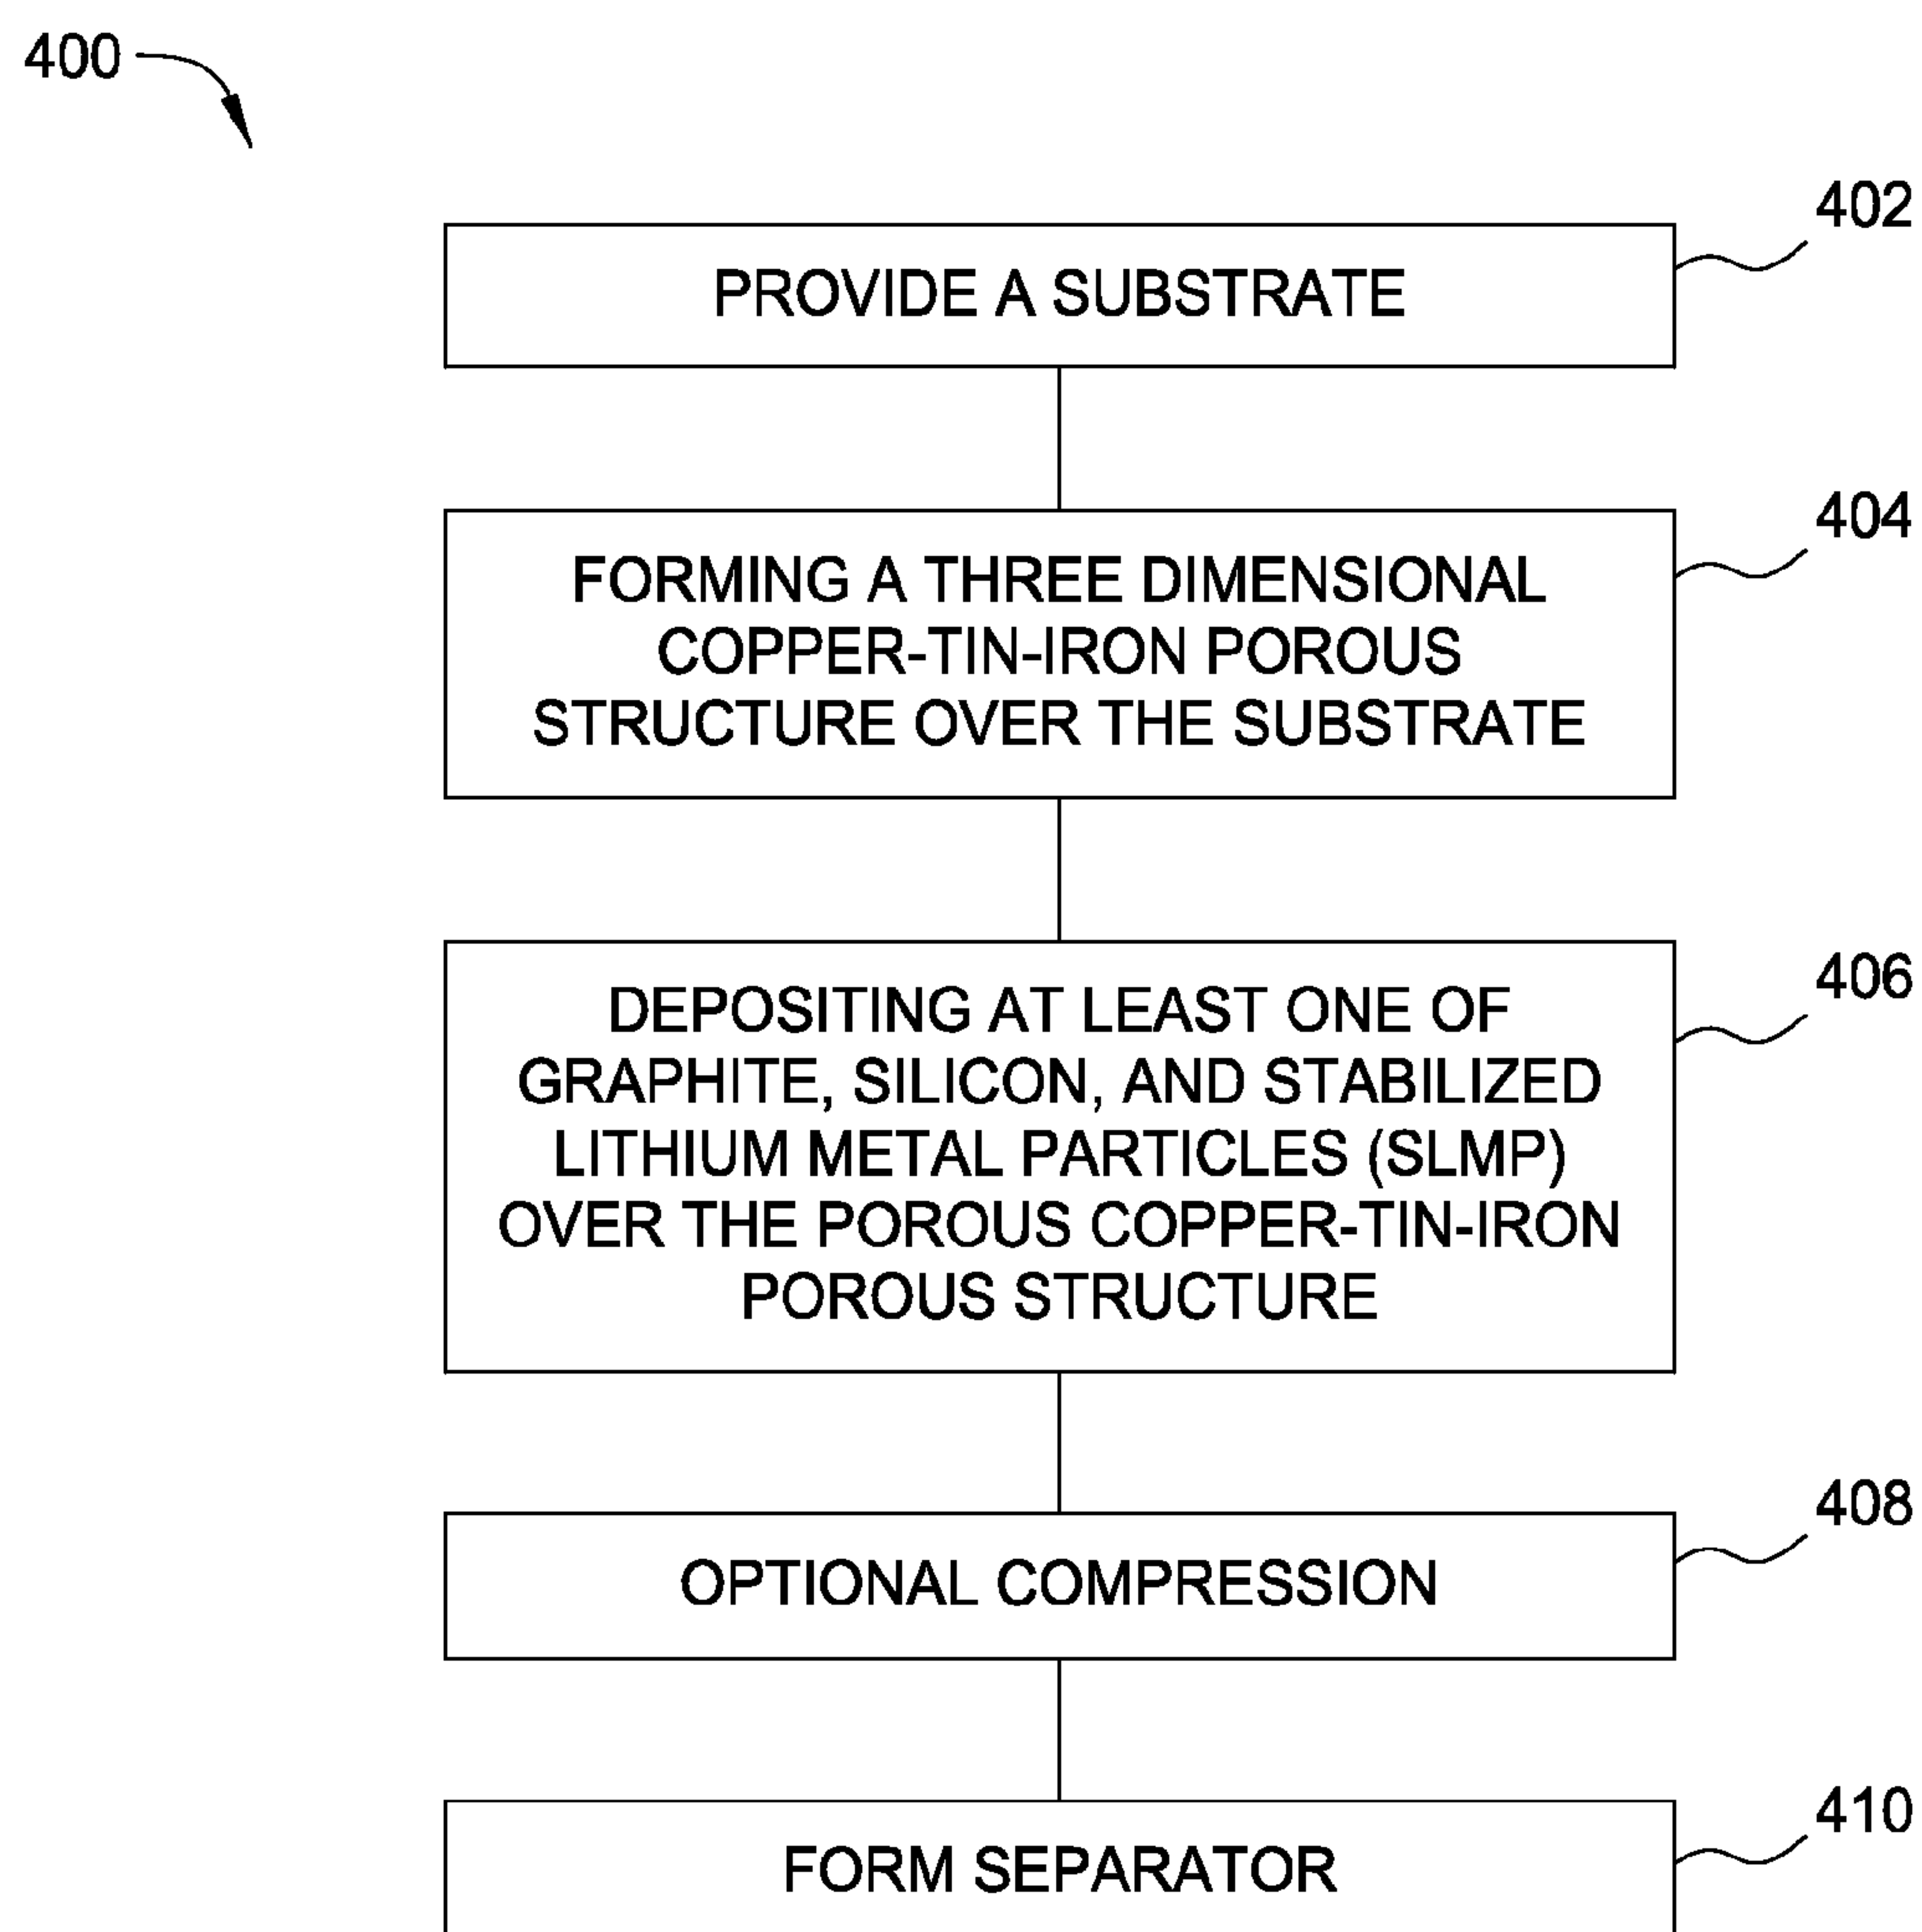 400
402
PROVIDE A SUBSTRATE
404
FORMING A THREE DIMENSIONAL
COPPER-TIN-IRON POROUS
STRUCTURE OVER THE SUBSTRATE
406
DEPOSITING AT LEAST ONE OF
GRAPHITE, SILICON, AND STABILIZED
LITHIUM METAL PARTICLES (SLMP)
OVER THE POROUS COPPER-TIN-IRON
POROUS STRUCTURE
408
OPTIONAL COMPRESSION
410
FORM SEPARATOR